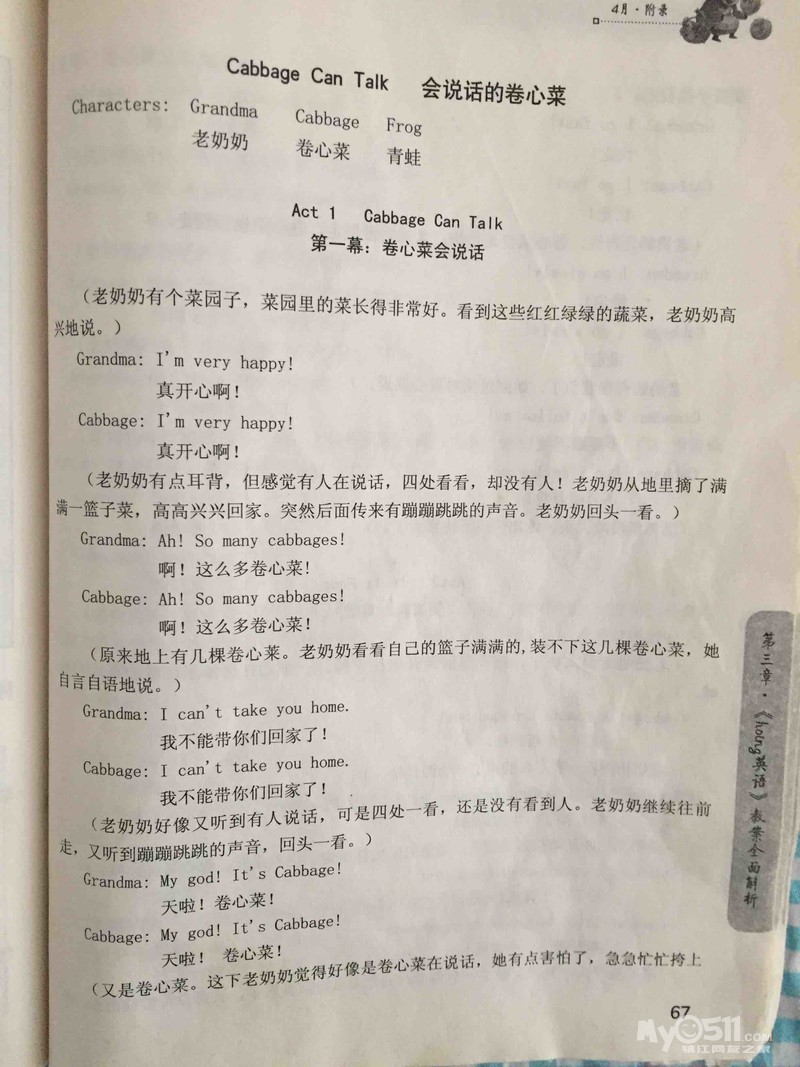 4月·附录
Cabbage Can Talk 会说话的卷心菜
Characters: Grandma Cabbage Frog
老奶奶 卷心菜 青蛙
Act 1 Cabbage Can Talk
第一幕：卷心菜会说话
（老奶奶有个菜园子，菜园里的菜长得非常好。看到这些红红绿绿的蔬菜，老奶奶高
兴地说。）
Grandma: I'm very happy!
真开心啊！
Cabbage: I'm very happy!
真开心啊！
（老奶奶有点耳背，但感觉有人在说话，四处看看，却没有人！老奶奶从地里摘了满
满一篮子菜，高高兴兴回家。突然后面传来有蹦蹦跳跳的声音。老奶奶回头一看。）
Grandma: Ah! So many cabbages!
啊！这么多卷心菜！
Cabbage: Ah! So many cabbages!
啊！这么多卷心菜！
（原来地上有几棵卷心菜。老奶奶看看自己的篮子满满的,装不下这几棵卷心菜，她
自言自语地说。）
Grandma: I can't take you home.
我不能带你们回家了！
Cabbage: I can't take you home.
我不能带你们回家了！
（老奶奶好像又听到有人说话，可是四处一看，还是没有看到人。老奶奶继续往前
走，又听到蹦蹦跳跳的声音，回头一看。）
Grandma: My god! It's Cabbage!
天啦！卷心菜！
Cabbage: My god! It's Cabbage!
天啦！ 卷心菜！
（又是卷心菜。这下老奶奶觉得好像是卷心菜在说话，她有点害怕了，急急忙忙挎上
67
第三章·《hoing英语》教案全面解析
My0511.com
镇江网友之家